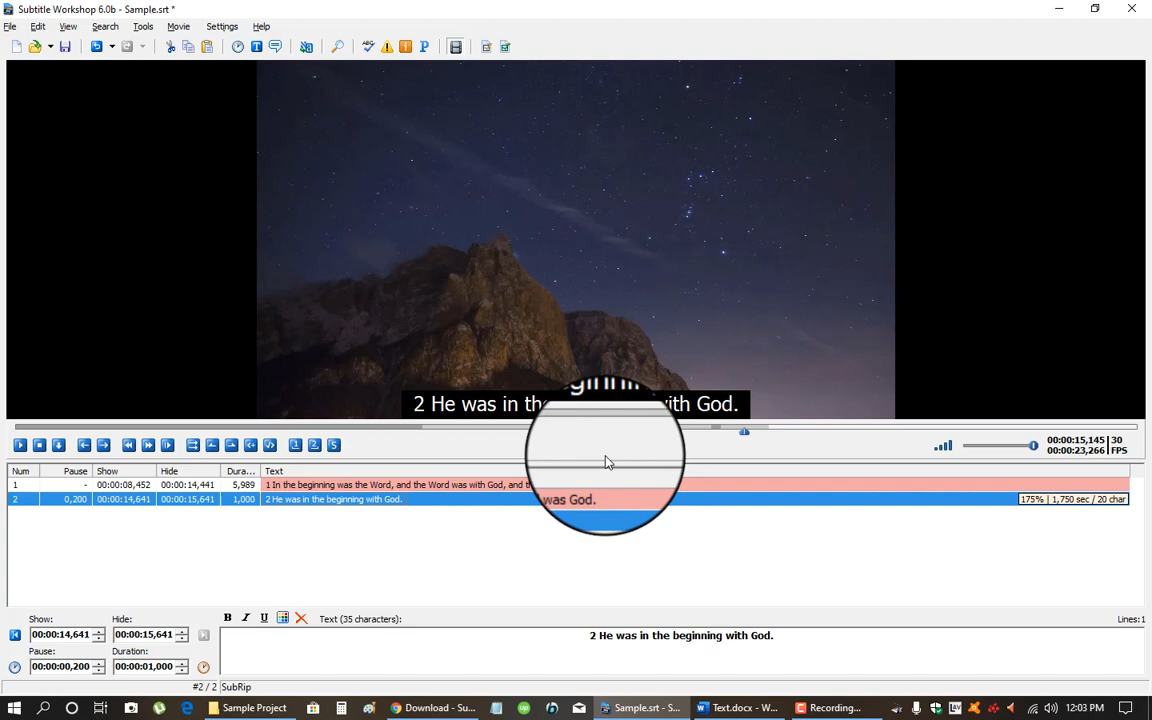 Subtitle Workshop 6.0b - Sample.srt *
File Edit View Search Tools Movie Settings Help
2 He was in the
ginnin
ith God.
00:00:15,145 30
00:00:23,266 FPS
Num Pause Show Hide Dura... Text
1 - 00:00:08,452 00:00:14,441 5,989 1 In the beginning was the Word, and the Word was with God, and th
was God.
2 0,200 00:00:14,641 00:00:15,641 1,000 2 He was in the beginning with God. 175% | 1,750 sec / 20 char
Show: Hide: B I U Text (35 characters): Lines:1
00:00:14,641 00:00:15,641 2 He was in the beginning with God.
Pause: Duration:
00:00:00,200 00:00:01,000
#2 / 2 SubRip
Sample Project Download - Su... Sample.srt - S... Text.docx - W... Recording... 12:03 PM